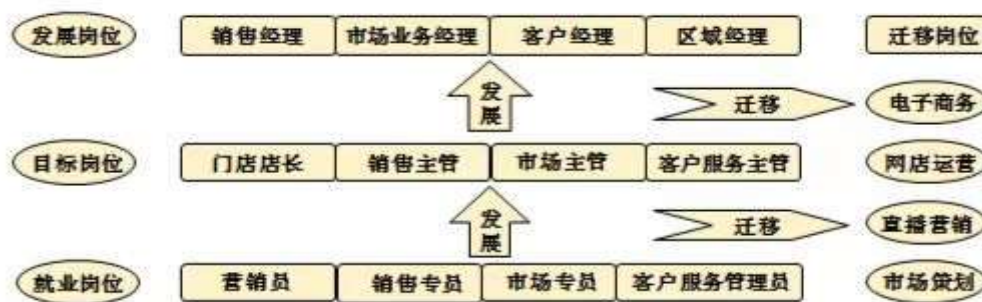 发展岗位 销售经理 市场业务经理 客户经理 区域经理 迁移岗位
发展 迁移 电子商务
目标岗位 门店店长 销售主管 市场主管 客户服务主管 网店运营
发展 迁移 直播营销
就业岗位 营销员 销售专员 市场专员 客户服务管理员 市场策划